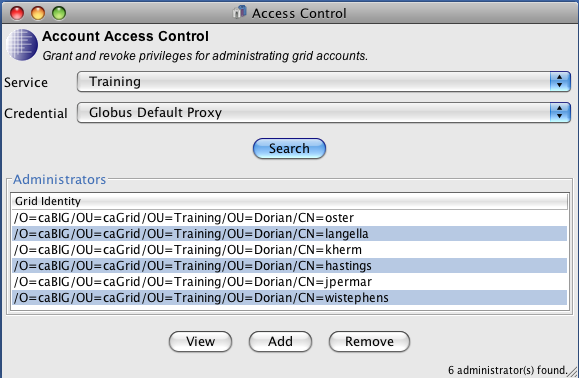 Access Control
Account Access Control
Grant and revoke privileges for administrating grid accounts.
Service Training
Credential Globus Default Proxy
Search
Administrators
Grid Identity
/O=caBIG/OU=caGrid/OU=Training/OU=Dorian/CN=oster
/O=caBIG/OU=caGrid/OU=Training/OU=Dorian/CN=langella
/O=caBIG/OU=caGrid/OU=Training/OU=Dorian/CN=kherm
/O=caBIG/OU=caGrid/OU=Training/OU=Dorian/CN=hastings
/O=caBIG/OU=caGrid/OU=Training/OU=Dorian/CN=jpermar
/O=caBIG/OU=caGrid/OU=Training/OU=Dorian/CN=wistephens
View Add Remove
6 administrator(s) found.